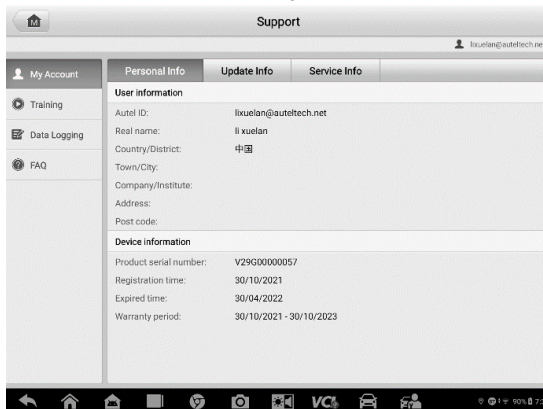 Support
lixuelan@auteltech.ne
My Account
Training
Data Logging
FAQ
Personal Info Update Info Service Info
User information
Autel ID: lixuelan@auteltech.net
Real name: li xuelan
Country/District: 中国
Town/City:
Company/Institute:
Address:
Post code:
Device information
Product serial number: V29G00000057
Registration time: 30/10/2021
Expired time: 30/04/2022
Warranty period: 30/10/2021 - 30/10/2023
VCI 90%